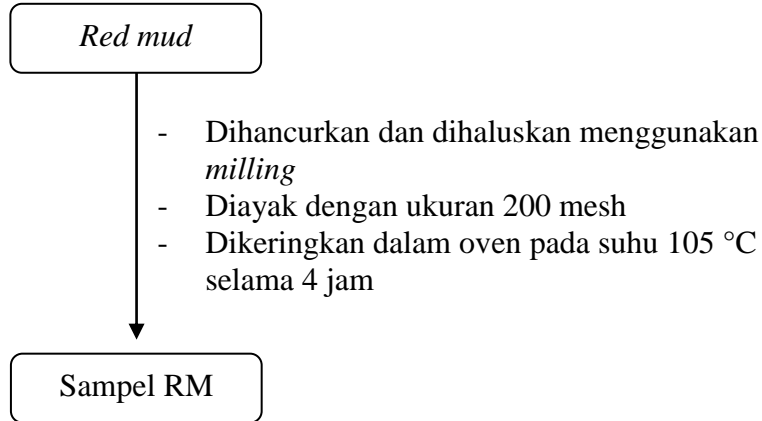 Red mud
- Dihancurkan dan dihaluskan menggunakan
milling
- Diayak dengan ukuran 200 mesh
- Dikeringkan dalam oven pada suhu 105 °C
selama 4 jam
Sampel RM